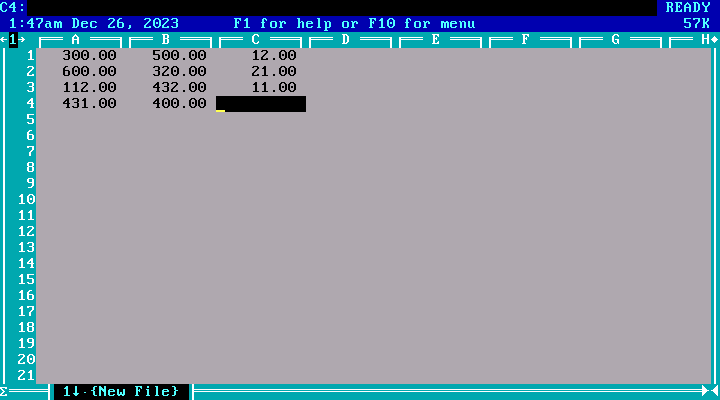 C4: READY
1:47am Dec 26, 2023 F1 for help or F10 for menu 57K
←1→ A B C D E F G H
1 300.00 500.00 12.00
2 600.00 320.00 21.00
3 112.00 432.00 11.00
4 431.00 400.00
5
6
7
8
9
10
11
12
13
14
15
16
17
18
19
20
21
Σ 1↓·{New File}